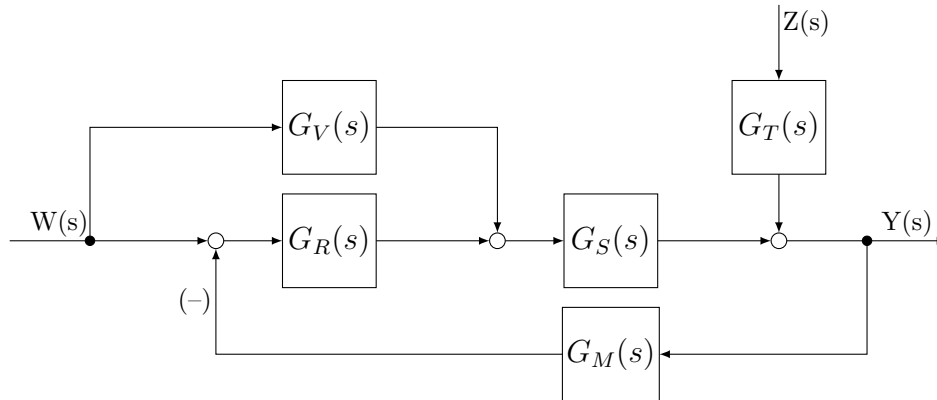 Z(s)
G_V(s)
G_T(s)
W(s)
G_R(s)
G_S(s)
Y(s)
(–)
G_M(s)